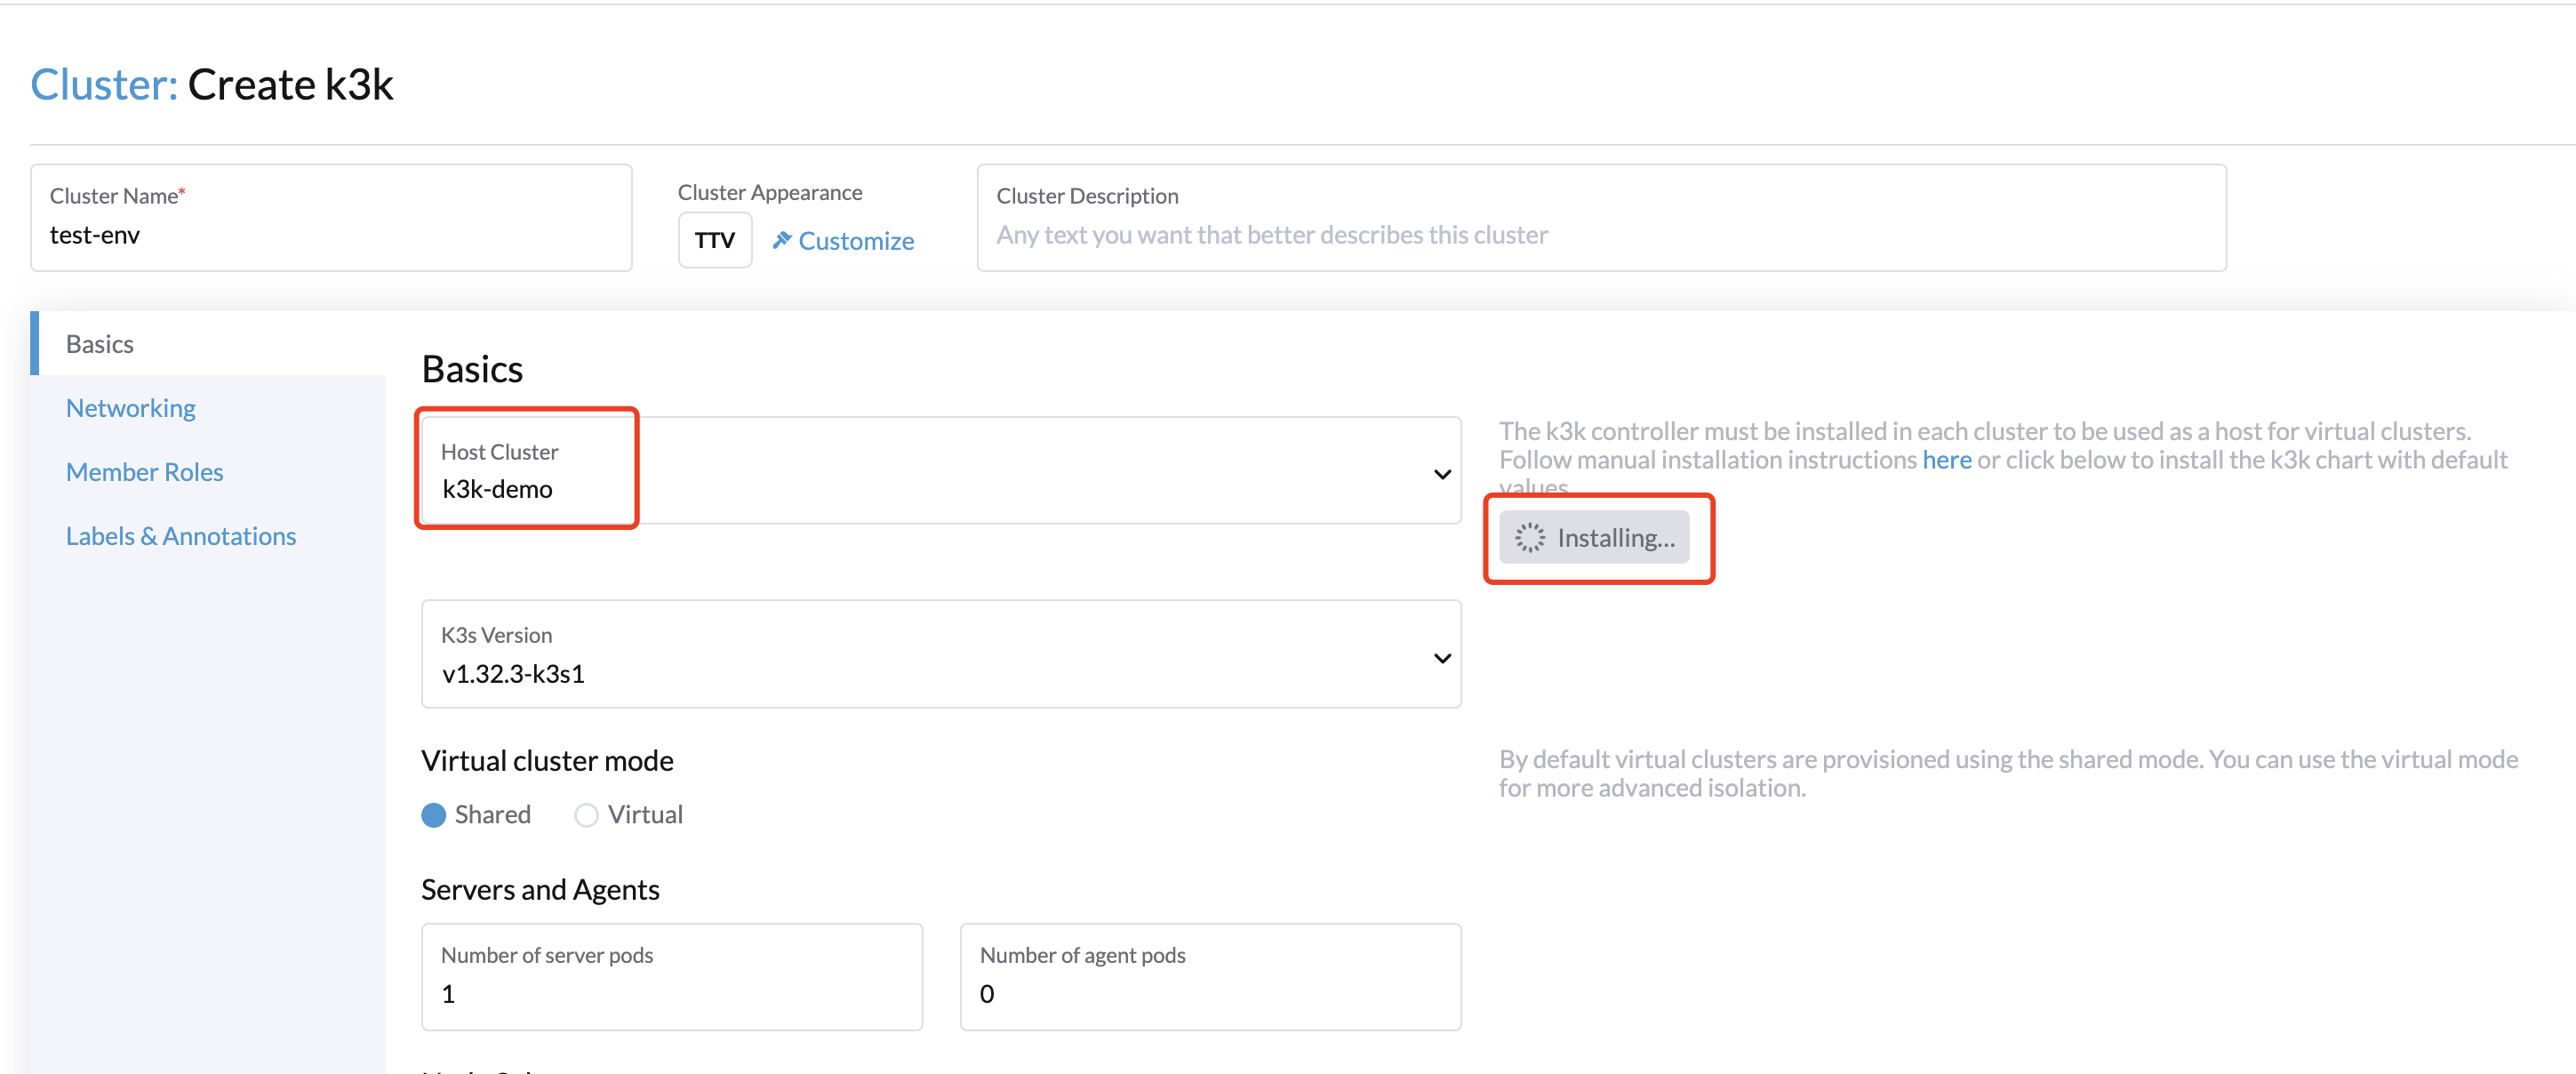 Cluster: Create k3k
Cluster Name*
test-env
Cluster Appearance
TTV
Customize
Cluster Description
Any text you want that better describes this cluster
Basics
Networking
Member Roles
Labels & Annotations
Basics
Host Cluster
k3k-demo
The k3k controller must be installed in each cluster to be used as a host for virtual clusters.
Follow manual installation instructions here or click below to install the k3k chart with default
values.
Installing...
K3s Version
v1.32.3-k3s1
Virtual cluster mode
Shared
Virtual
By default virtual clusters are provisioned using the shared mode. You can use the virtual mode
for more advanced isolation.
Servers and Agents
Number of server pods
1
Number of agent pods
0